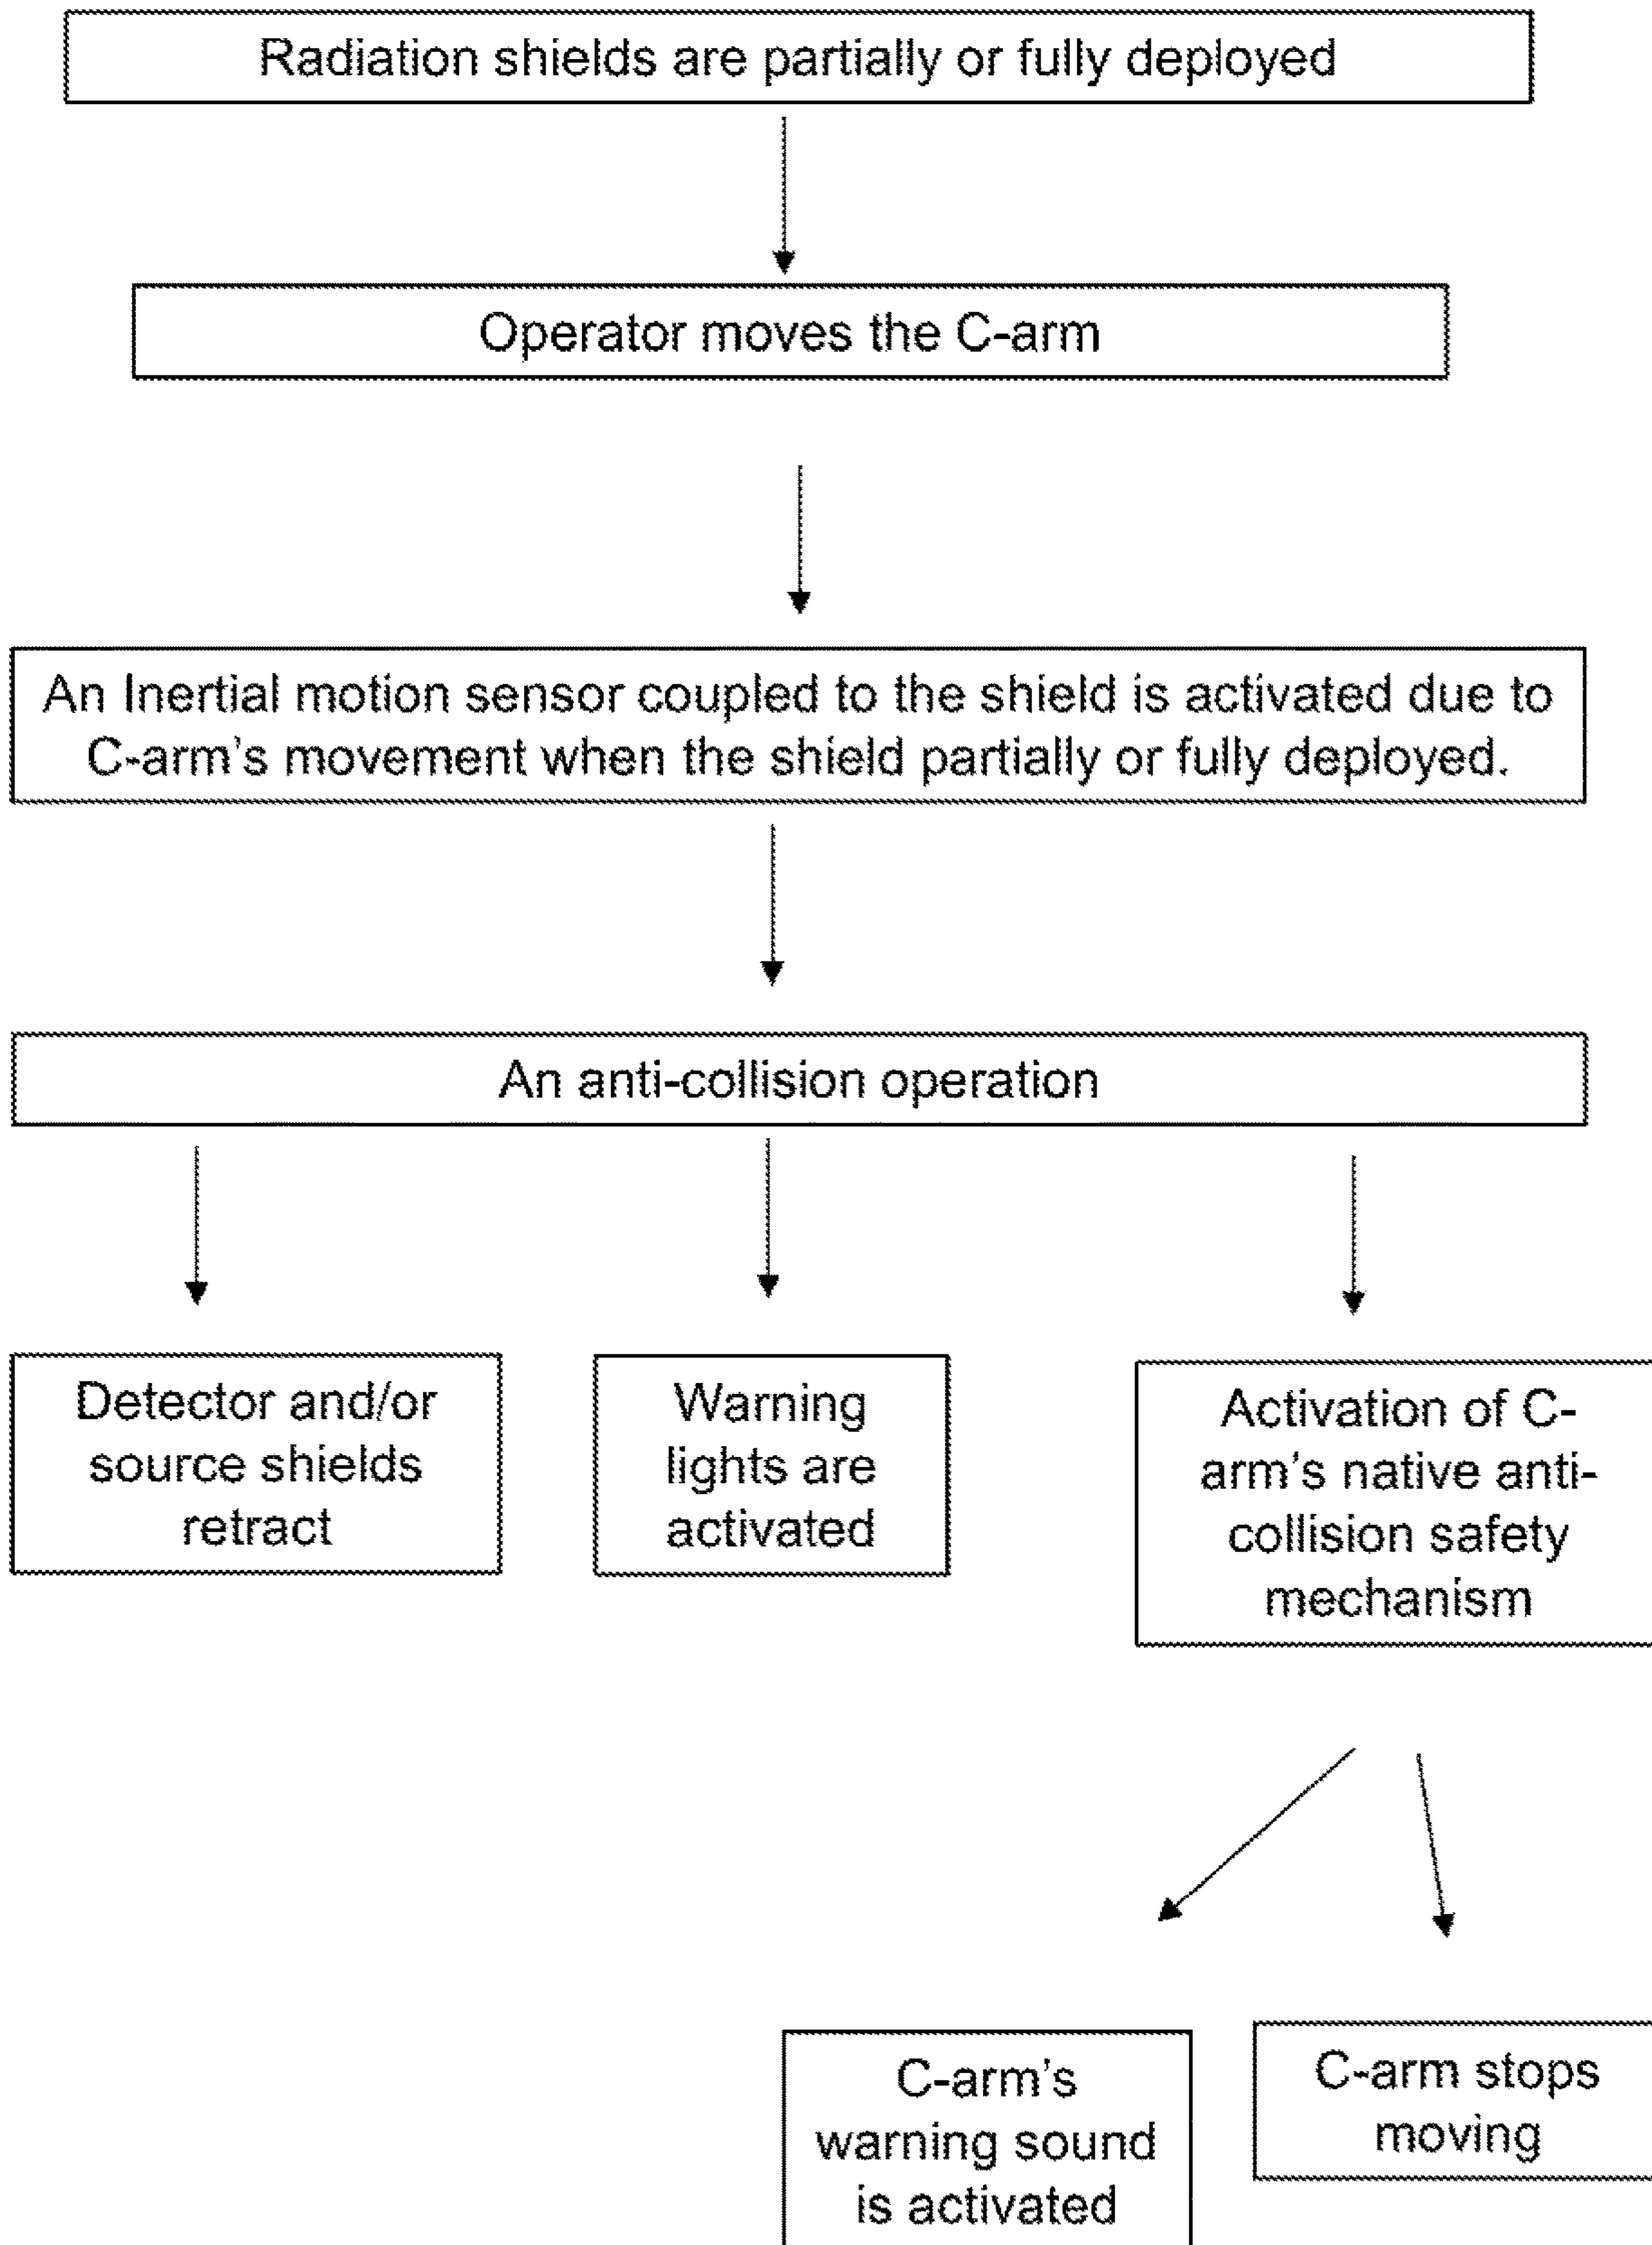 Radiation shields are partially or fully deployed
Operator moves the C-arm
An Inertial motion sensor coupled to the shield is activated due to
C-arm's movement when the shield partially or fully deployed.
An anti-collision operation
Detector and/or
source shields
retract
Warning
lights are
activated
Activation of C-
arm's native anti-
collision safety
mechanism
C-arm's
warning sound
is activated
C-arm stops
moving